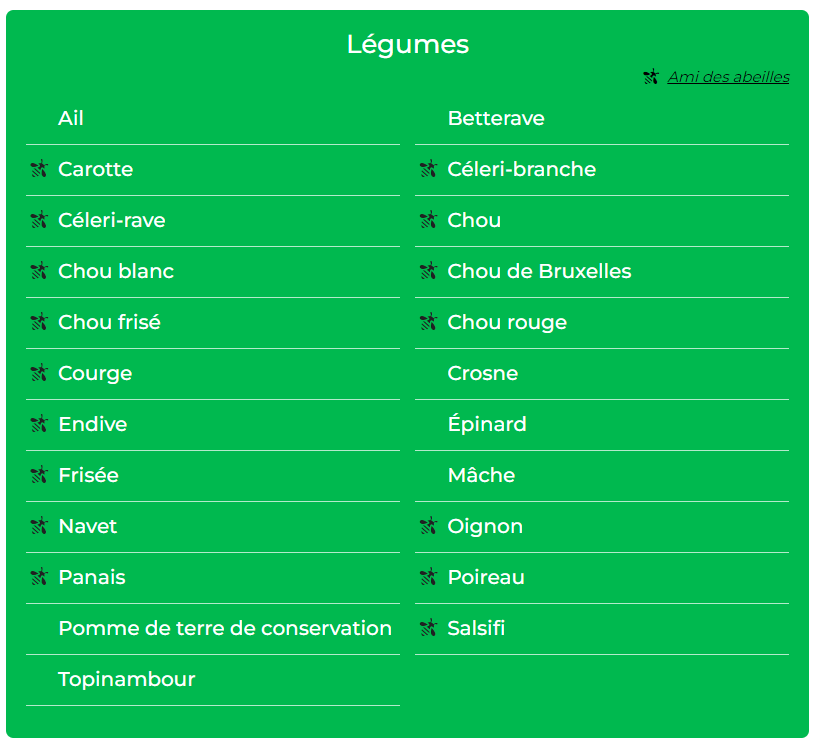 Légumes
Ami des abeilles
Ail
Betterave
Carotte
Céleri-branche
Céleri-rave
Chou
Chou blanc
Chou de Bruxelles
Chou frisé
Chou rouge
Courge
Crosne
Endive
Épinard
Frisée
Mâche
Navet
Oignon
Panais
Poireau
Pomme de terre de conservation
Salsifi
Topinambour